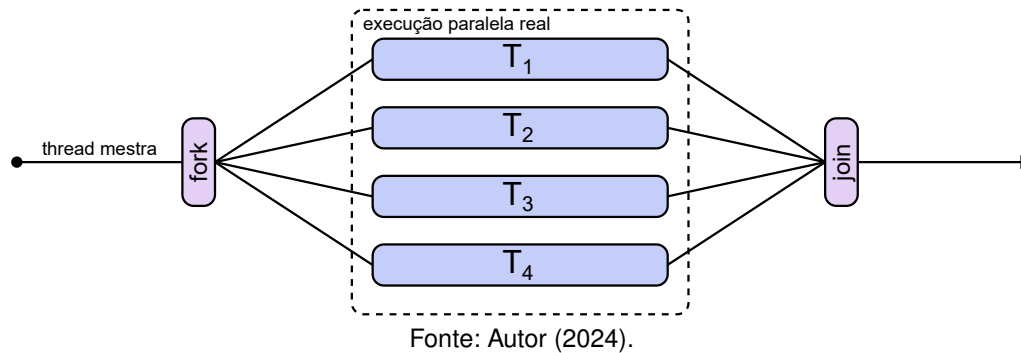 execução paralela real
T₁
T₂
thread mestra
fork
join
T₃
T₄
Fonte: Autor (2024).